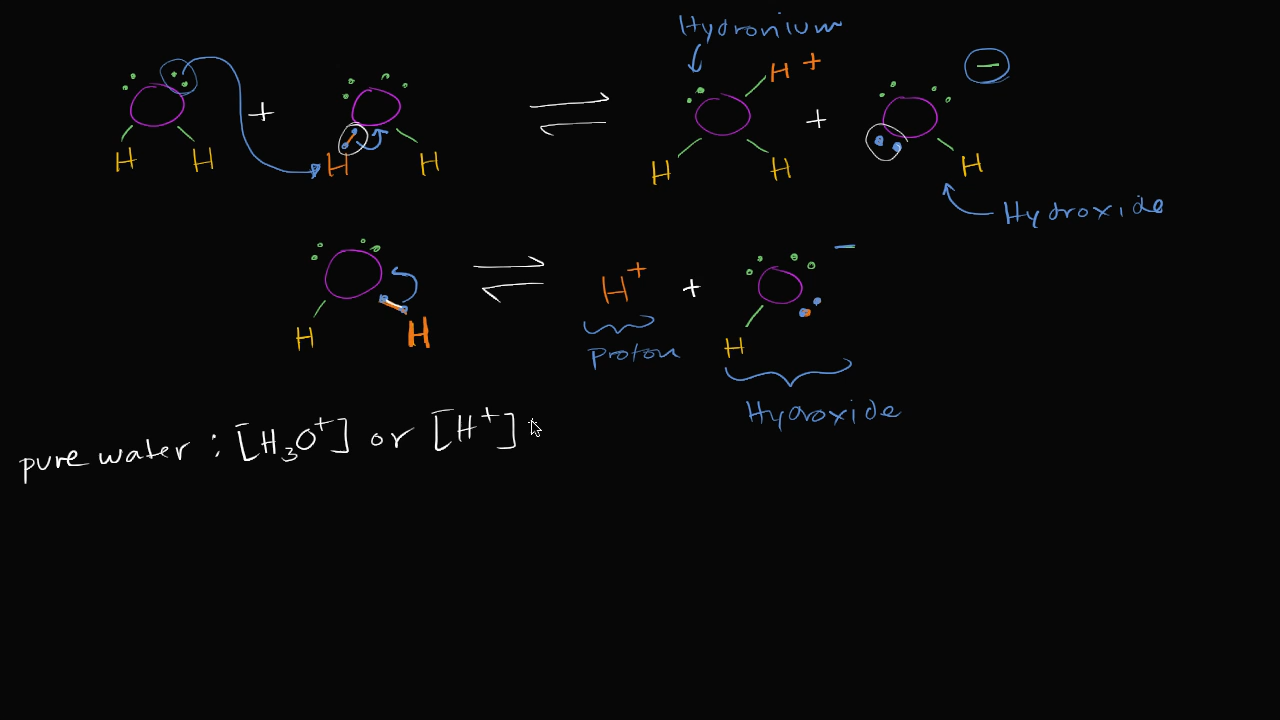 Hydronium
H +
+
+
−
H H
H H
H H
H
Hydroxide
−
H+ +
H H
Proton
H
Hydroxide
pure water : [H₃O⁺] or [H⁺]